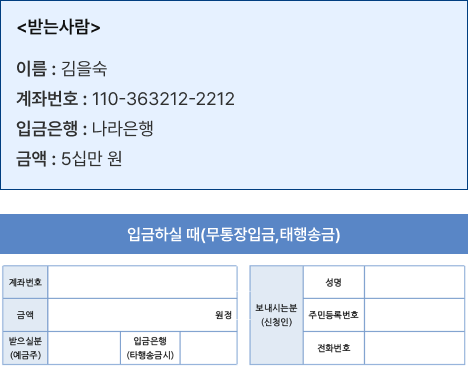 <받는사람>
이름 : 김을숙
계좌번호 : 110-363212-2212
입금은행 : 나라은행
금액 : 5십만 원
입금하실 때(무통장입금,태행송금)
계좌번호
금액 원정
받으실분
(예금주)
입금은행
(타행송금시)
보내시는분
(신청인)
성명
주민등록번호
전화번호